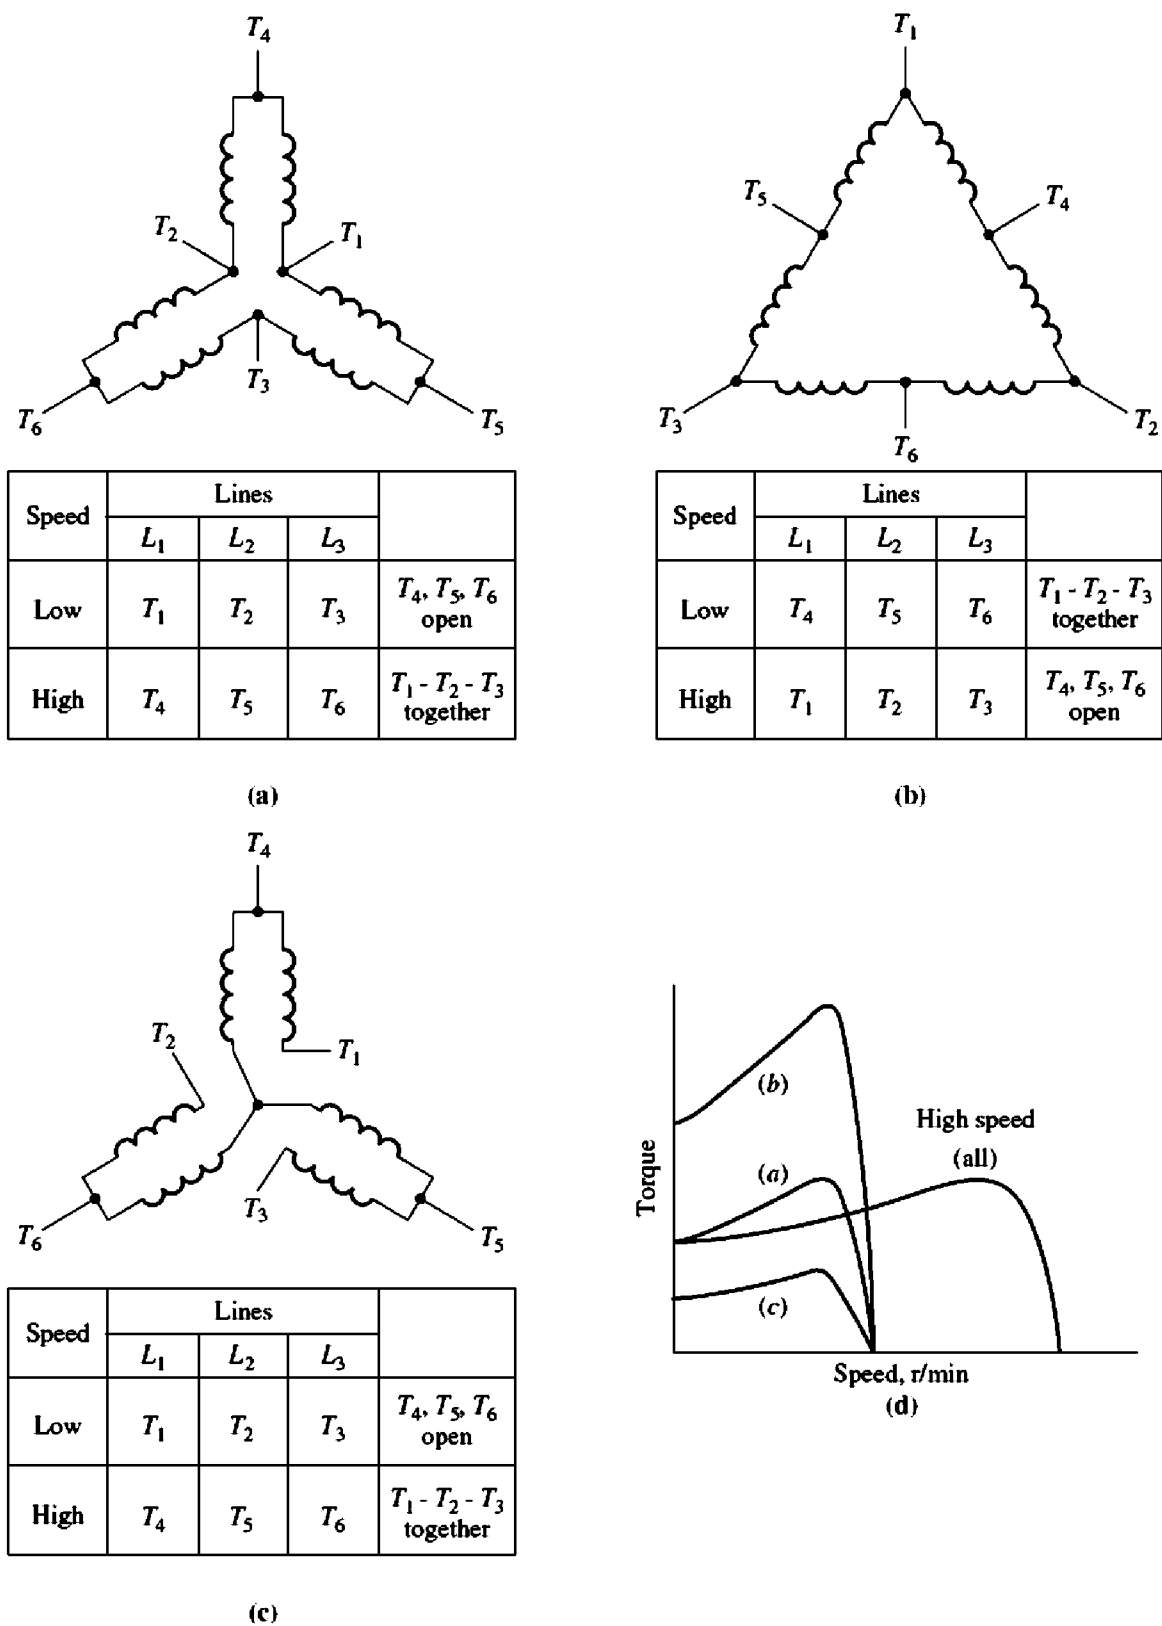 T4
T2
T1
T3
T6
T5
Speed Lines
L1 L2 L3
Low T1 T2 T3 T4, T5, T6 open
High T4 T5 T6 T1 - T2 - T3 together
(a)
T1
T5
T4
T3
T2
T6
Speed Lines
L1 L2 L3
Low T4 T5 T6 T1 - T2 - T3 together
High T1 T2 T3 T4, T5, T6 open
(b)
T4
T2
T1
T3
T6
T5
Speed Lines
L1 L2 L3
Low T1 T2 T3 T4, T5, T6 open
High T4 T5 T6 T1 - T2 - T3 together
(c)
Torque
(b)
High speed
(all)
(a)
(c)
Speed, r/min
(d)